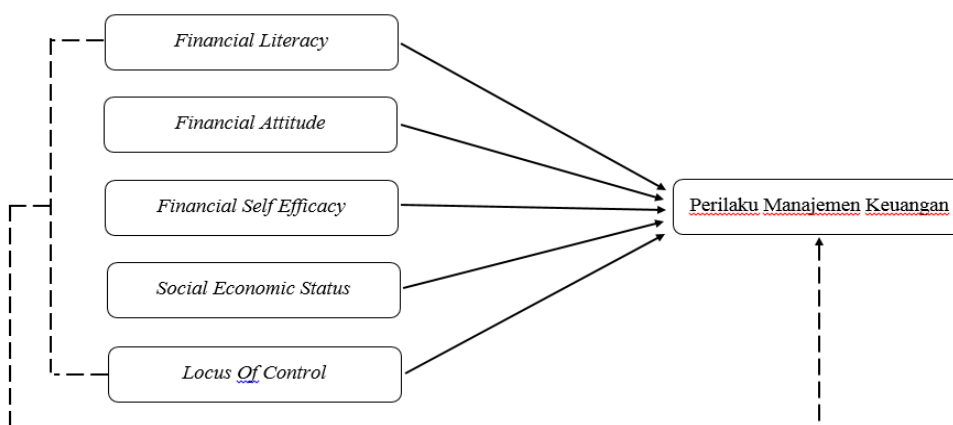 Financial Literacy
Financial Attitude
Financial Self Efficacy
Perilaku Manajemen Keuangan
Social Economic Status
Locus Of Control